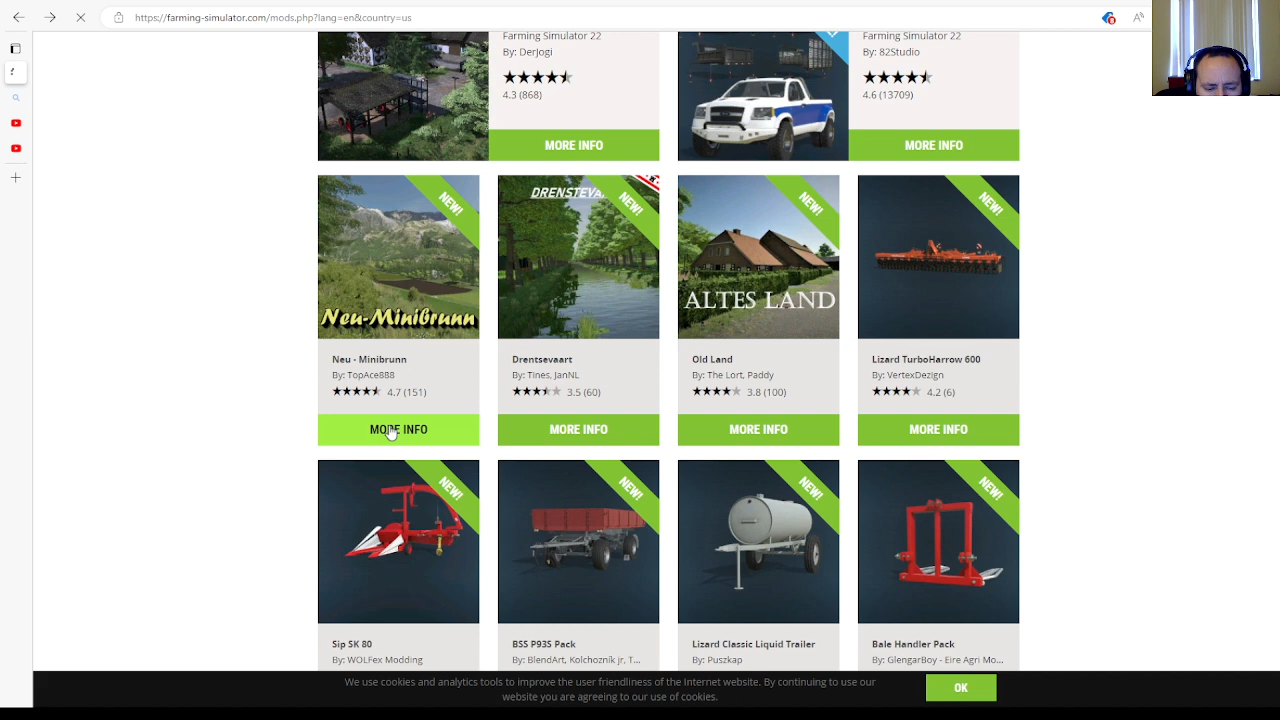 https://farming-simulator.com/mods.php?lang=en&country=us
Farming Simulator 22
By: Derjogi
4.3 (868)
MORE INFO
Farming Simulator 22
By: 82Studio
4.6 (13709)
MORE INFO
NEW!
Neu-Minibrunn
Neu - Minibrunn
By: TopAce888
4.7 (151)
MORE INFO
DRENSTEVA
NEW!
Drentsevaart
By: Tines, JanNL
3.5 (60)
MORE INFO
NEW!
ALTES LAND
Old Land
By: The Lort, Paddy
3.8 (100)
MORE INFO
NEW!
Lizard TurboHarrow 600
By: VertexDezign
4.2 (6)
MORE INFO
NEW!
Sip SK 80
By: WOLFex Modding
NEW!
BSS P93S Pack
By: BlendArt, Kolchozník jr, T...
NEW!
Lizard Classic Liquid Trailer
By: Puszkap
NEW!
Bale Handler Pack
By: GlengarBoy - Eire Agri Mo...
We use cookies and analytics tools to improve the user friendliness of the Internet website. By continuing to use our
website you are agreeing to our use of cookies.
OK